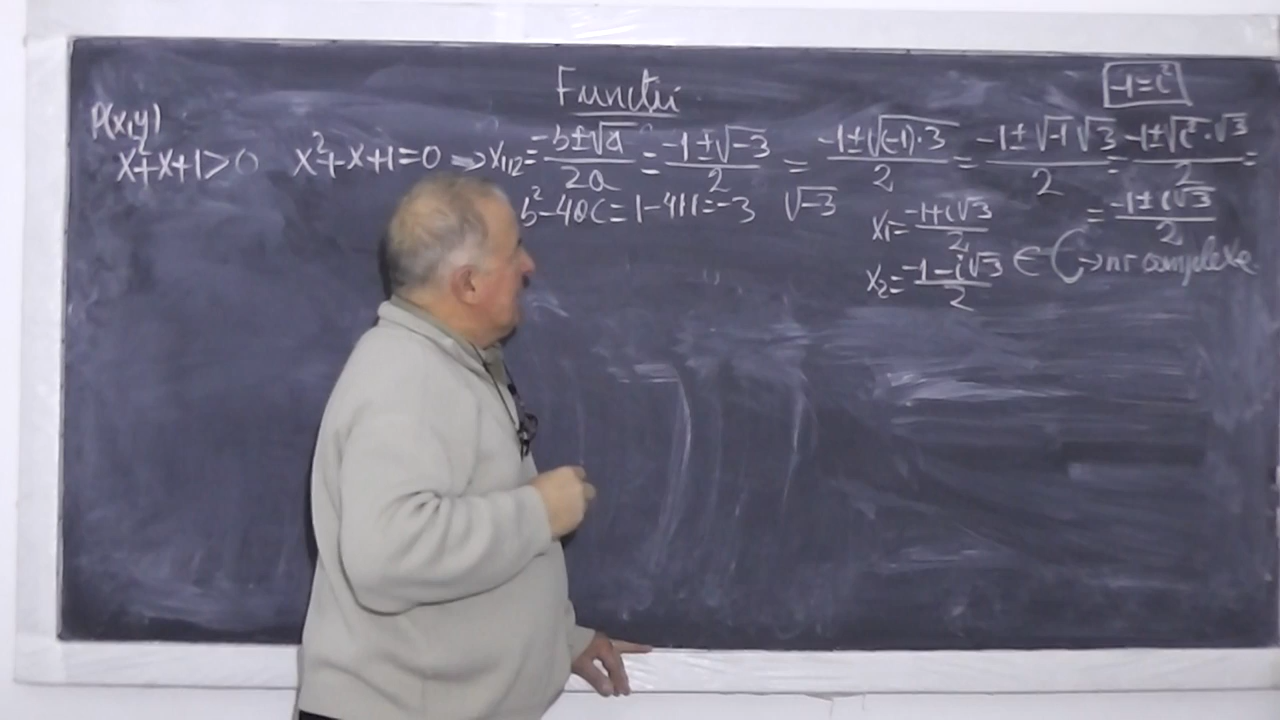 Funcții
-1=i²
P(x,y)
x²+x+1>0 x²+x+1=0 => x₁,₂ = (-b±√Δ)/2a = (-1±√-3)/2 = (-1±√(-1)·3)/2 = (-1±√-1 √3)/2 = (-1±√i²·√3)/2 =
b²-4ac=1-4·1·1=-3 √-3
= (-1±i√3)/2
x₁= (-1+i√3)/2
x₂= (-1-i√3)/2 ∈ C → nr complexe